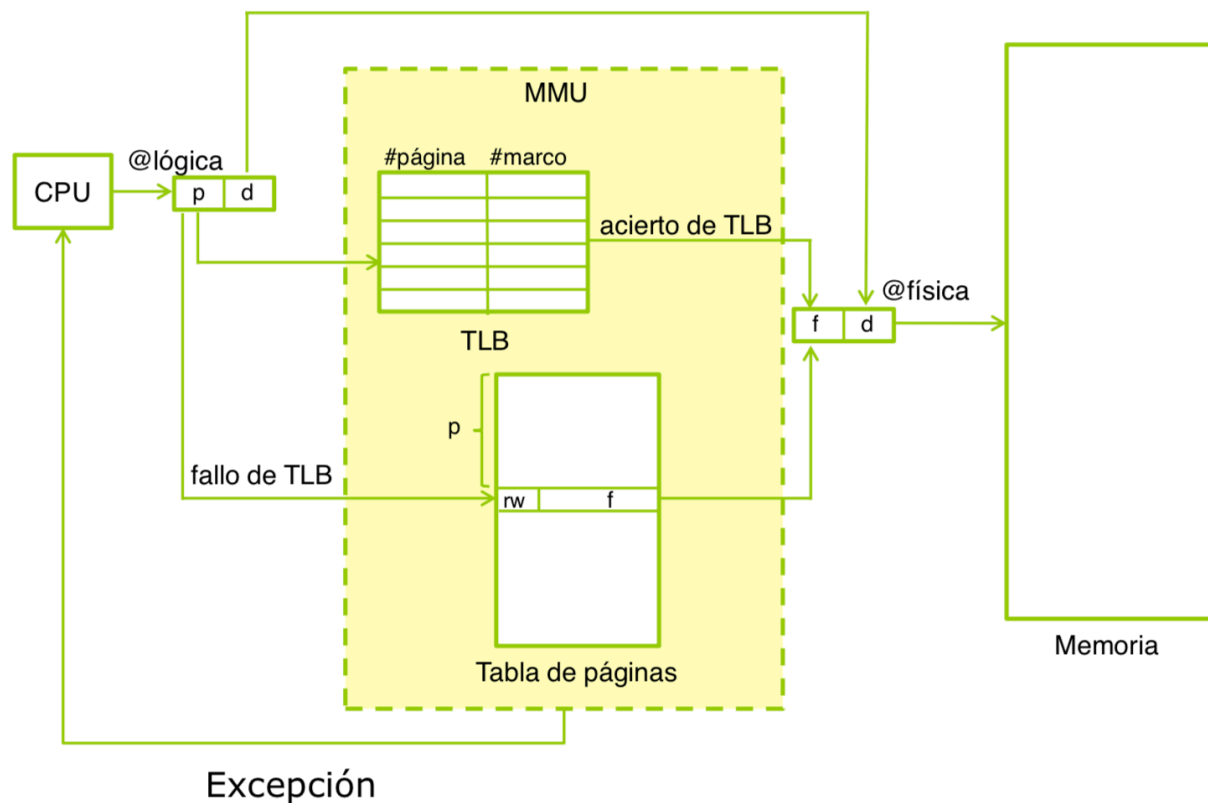 MMU
@lógica
#página #marco
CPU
p d
acierto de TLB
@física
f d
TLB
p
fallo de TLB
rw f
Memoria
Tabla de páginas
Excepción